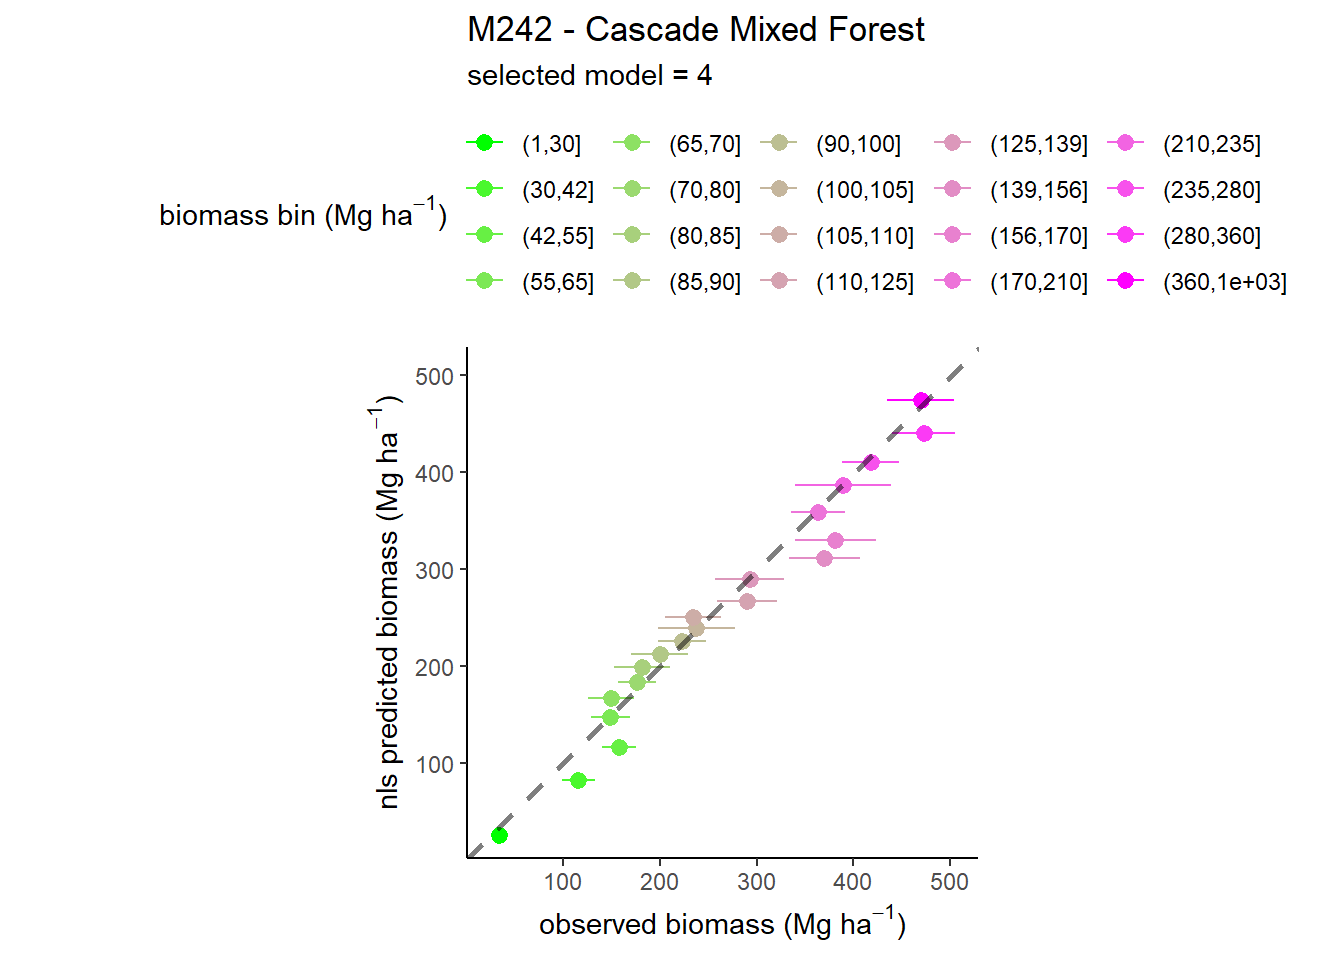 M242 - Cascade Mixed Forest
selected model = 4
biomass bin (Mg ha⁻¹)
(1,30] (65,70] (90,100] (125,139] (210,235]
(30,42] (70,80] (100,105] (139,156] (235,280]
(42,55] (80,85] (105,110] (156,170] (280,360]
(55,65] (85,90] (110,125] (170,210] (360,1e+03]
nls predicted biomass (Mg ha⁻¹)
500
400
300
200
100
100 200 300 400 500
observed biomass (Mg ha⁻¹)